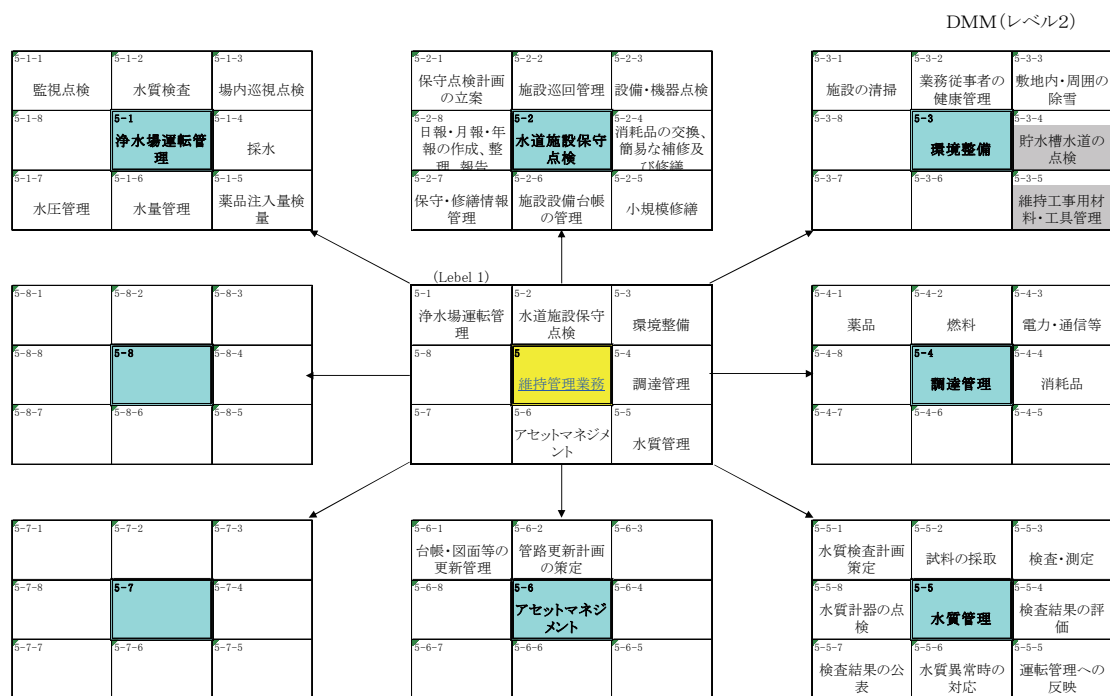 DMM(レベル2)
5-1-1
5-1-2
5-1-3
監視点検
水質検査
場内巡視点検
5-1-8
5-1
5-1-4
浄水場運転管
理
採水
5-1-7
5-1-6
5-1-5
水圧管理
水量管理
薬品注入量検
量
5-2-1
5-2-2
5-2-3
保守点検計画
の立案
施設巡回管理
設備・機器点検
5-2-8
5-2
5-2-4
日報・月報・年
報の作成、整
理、報告
水道施設保守
点検
消耗品の交換、
簡易な補修及
び修繕
5-2-7
5-2-6
5-2-5
保守・修繕情報
管理
施設設備台帳
の管理
小規模修繕
5-3-1
5-3-2
5-3-3
施設の清掃
業務従事者の
健康管理
敷地内・周囲の
除雪
5-3-8
5-3
5-3-4
環境整備
貯水槽水道の
点検
5-3-7
5-3-6
5-3-5
維持工事用材
料・工具管理
5-8-1
5-8-2
5-8-3
5-8-8
5-8
5-8-4
5-8-7
5-8-6
5-8-5
(Lebel 1)
5-1
5-2
5-3
浄水場運転管
理
水道施設保守
点検
環境整備
5-8
5
5-4
維持管理業務
調達管理
5-7
5-6
5-5
アセットマネジメ
ント
水質管理
5-4-1
5-4-2
5-4-3
薬品
燃料
電力・通信等
5-4-8
5-4
5-4-4
調達管理
消耗品
5-4-7
5-4-6
5-4-5
5-7-1
5-7-2
5-7-3
5-7-8
5-7
5-7-4
5-7-7
5-7-6
5-7-5
5-6-1
5-6-2
5-6-3
台帳・図面等の
更新管理
管路更新計画
の策定
5-6-8
5-6
5-6-4
アセットマネジ
メント
5-6-7
5-6-6
5-6-5
5-5-1
5-5-2
5-5-3
水質検査計画
策定
試料の採取
検査・測定
5-5-8
5-5
5-5-4
水質計器の点
検
水質管理
検査結果の評
価
5-5-7
5-5-6
5-5-5
検査結果の公
表
水質異常時の
対応
運転管理への
反映